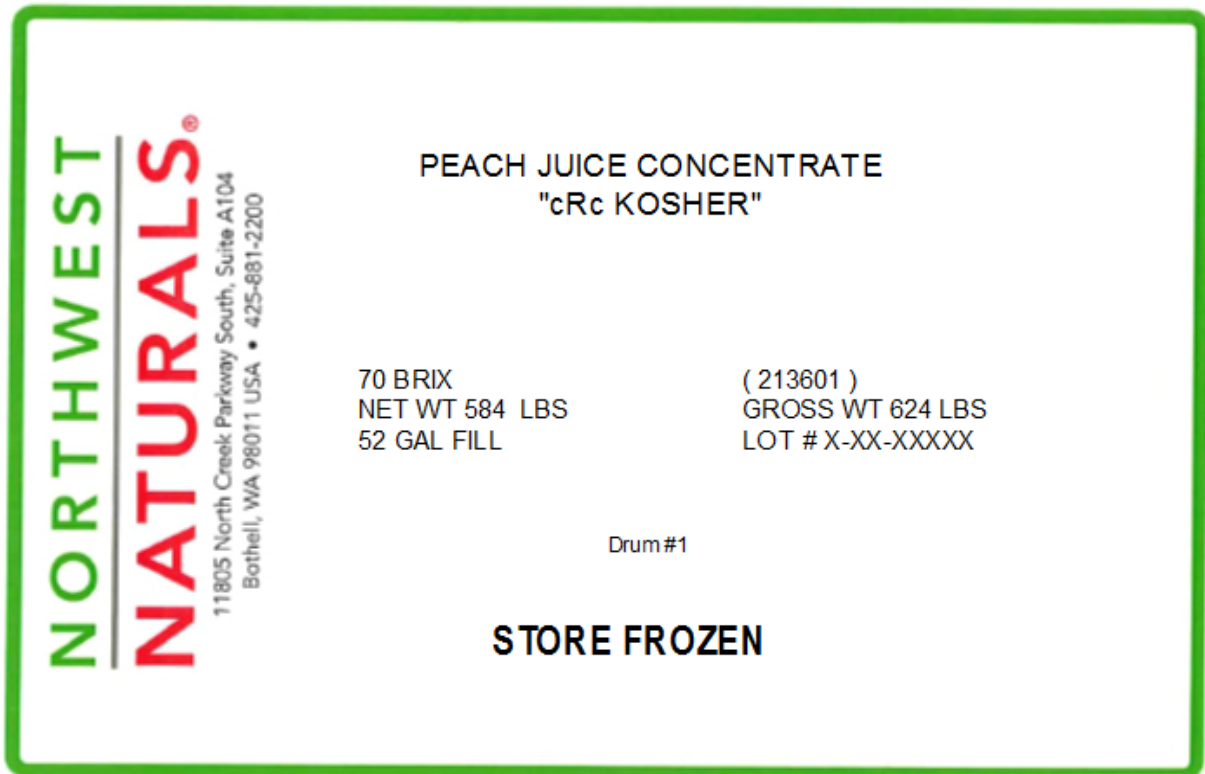 NORTHWEST
NATURALS®
11805 North Creek Parkway South, Suite A104
Bothell, WA 98011 USA • 425-881-2200
PEACH JUICE CONCENTRATE
"cRc KOSHER"
70 BRIX
NET WT 584 LBS
52 GAL FILL
( 213601 )
GROSS WT 624 LBS
LOT # X-XX-XXXXX
Drum #1
STORE FROZEN